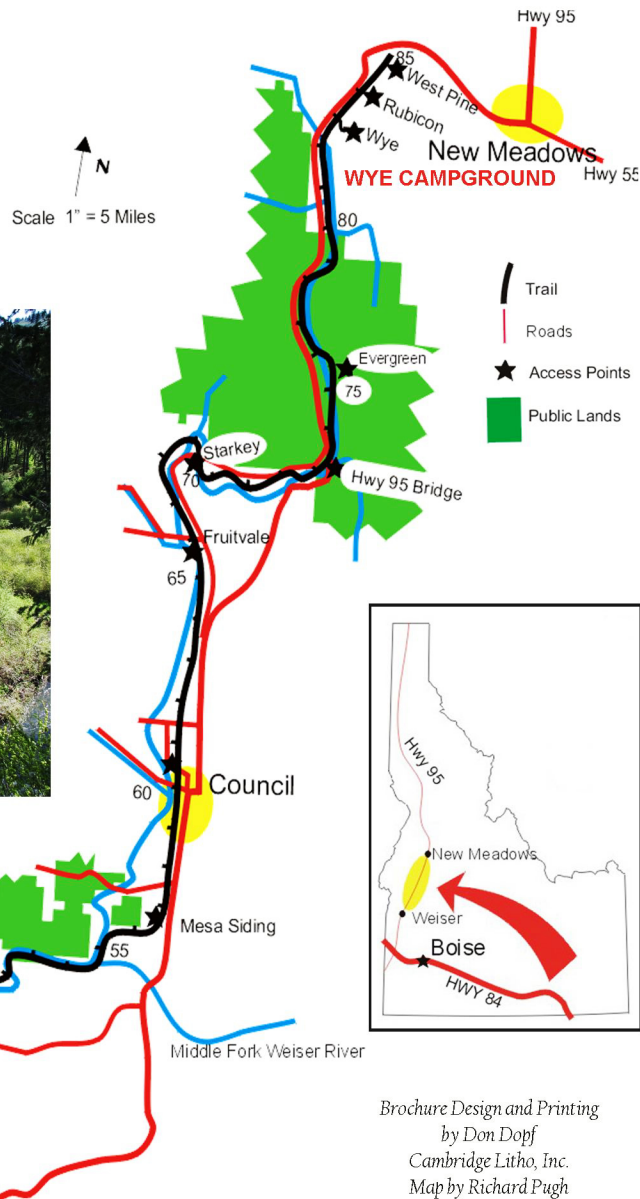 Hwy 95
85
West Pine
Rubicon
Wye
New Meadows
Hwy 55
WYE CAMPGROUND
N
Scale 1" = 5 Miles
80
Trail
Roads
Access Points
Public Lands
Evergreen
75
Starkey
70
Hwy 95 Bridge
Fruitvale
65
Council
60
Mesa Siding
55
Middle Fork Weiser River
Hwy 95
New Meadows
Weiser
Boise
HWY 84
Brochure Design and Printing
by Don Dopf
Cambridge Litho, Inc.
Map by Richard Pugh